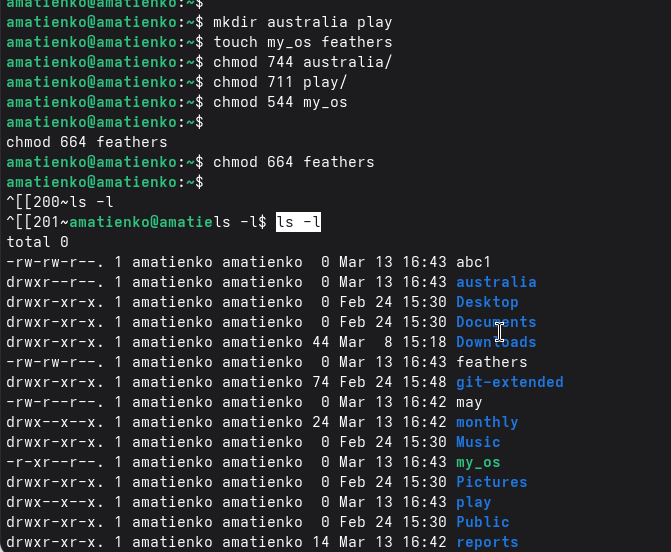 amatienko@amatienko:~$
amatienko@amatienko:~$ mkdir australia play
amatienko@amatienko:~$ touch my_os feathers
amatienko@amatienko:~$ chmod 744 australia/
amatienko@amatienko:~$ chmod 711 play/
amatienko@amatienko:~$ chmod 544 my_os
amatienko@amatienko:~$
chmod 664 feathers
amatienko@amatienko:~$ chmod 664 feathers
amatienko@amatienko:~$
^[[200~ls -l
^[[201~amatienko@amatiels -l$ ls -l
total 0
-rw-rw-r--. 1 amatienko amatienko  0 Mar 13 16:43 abc1
drwxr--r--. 1 amatienko amatienko  0 Mar 13 16:43 australia
drwxr-xr-x. 1 amatienko amatienko  0 Feb 24 15:30 Desktop
drwxr-xr-x. 1 amatienko amatienko  0 Feb 24 15:30 Documents
drwxr-xr-x. 1 amatienko amatienko 44 Mar  8 15:18 Downloads
-rw-rw-r--. 1 amatienko amatienko  0 Mar 13 16:43 feathers
drwxr-xr-x. 1 amatienko amatienko 74 Feb 24 15:48 git-extended
-rw-r--r--. 1 amatienko amatienko  0 Mar 13 16:42 may
drwx--x--x. 1 amatienko amatienko 24 Mar 13 16:42 monthly
drwxr-xr-x. 1 amatienko amatienko  0 Feb 24 15:30 Music
-r-xr--r--. 1 amatienko amatienko  0 Mar 13 16:43 my_os
drwxr-xr-x. 1 amatienko amatienko  0 Feb 24 15:30 Pictures
drwx--x--x. 1 amatienko amatienko  0 Mar 13 16:43 play
drwxr-xr-x. 1 amatienko amatienko  0 Feb 24 15:30 Public
drwxr-xr-x. 1 amatienko amatienko 14 Mar 13 16:42 reports